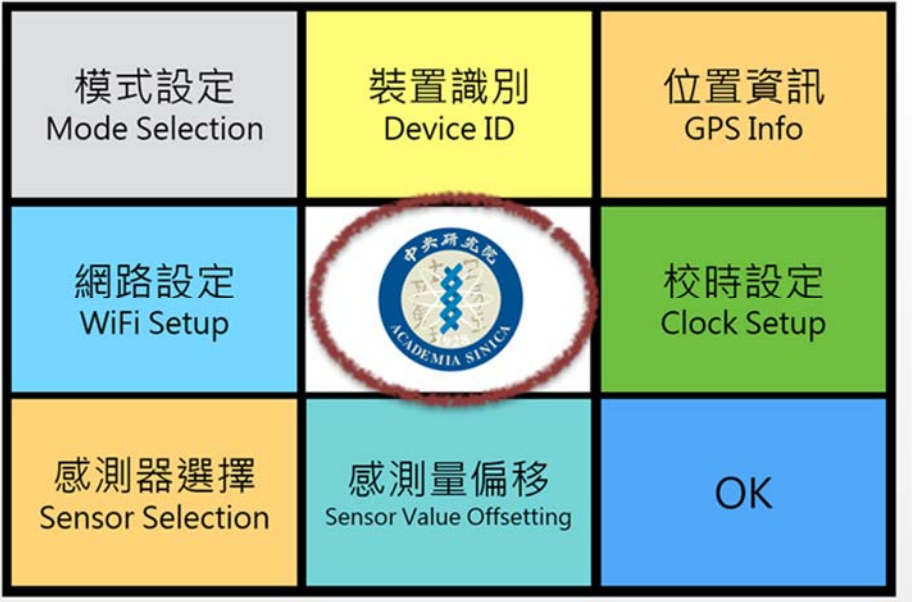 模式設定
Mode Selection
裝置識別
Device ID
位置資訊
GPS Info
網路設定
WiFi Setup
中央研究院
ACADEMIA SINICA
校時設定
Clock Setup
感測器選擇
Sensor Selection
感測量偏移
Sensor Value Offsetting
OK